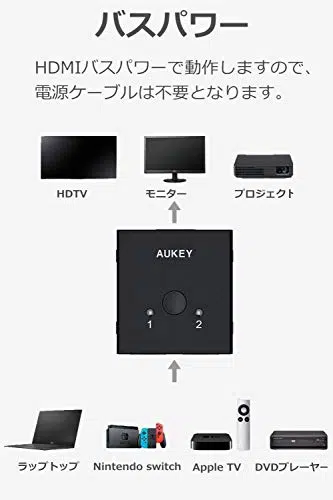 バスパワー
HDMIバスパワーで動作しますので、
電源ケーブルは不要となります。
HDTV モニター プロジェクト
AUKEY
1 2
ラップトップ Nintendo switch Apple TV DVDプレーヤー